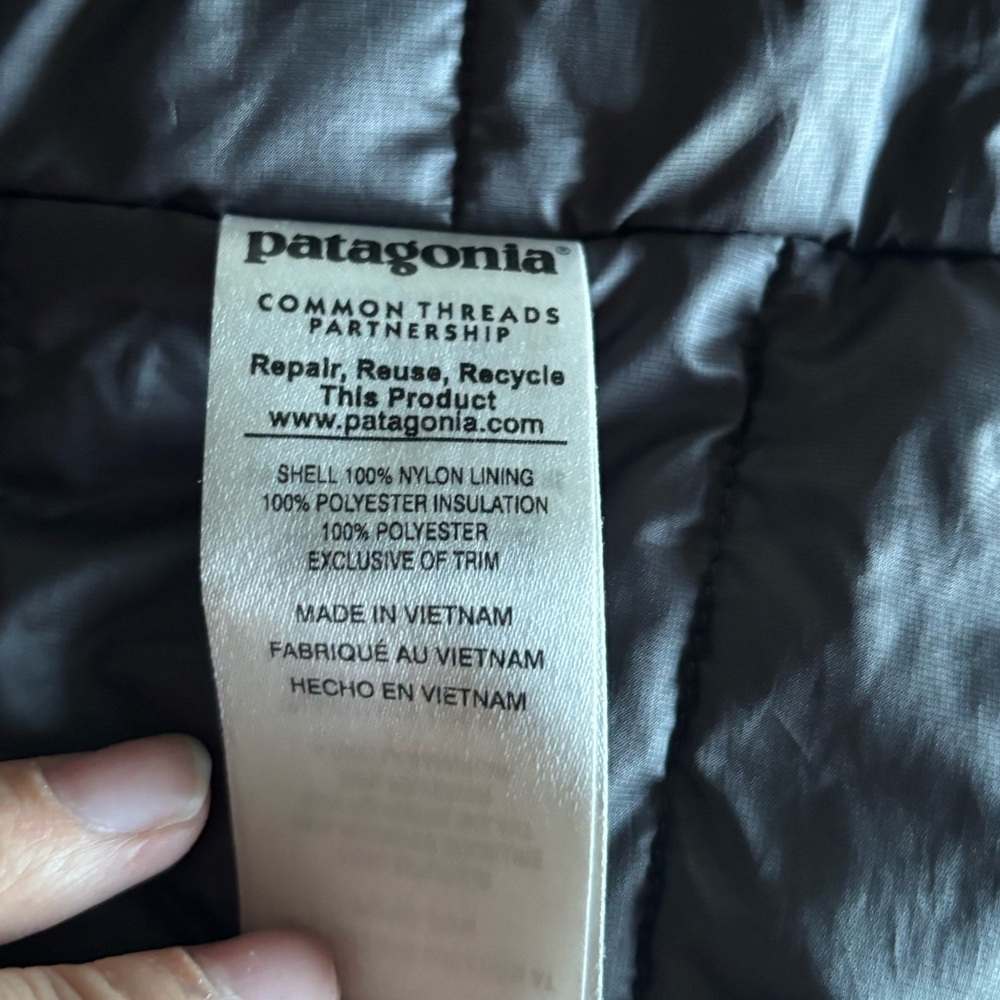 patagonia®
COMMON THREADS
PARTNERSHIP
Repair, Reuse, Recycle
This Product
www.patagonia.com
SHELL 100% NYLON LINING
100% POLYESTER INSULATION
100% POLYESTER
EXCLUSIVE OF TRIM
MADE IN VIETNAM
FABRIQUÉ AU VIETNAM
HECHO EN VIETNAM